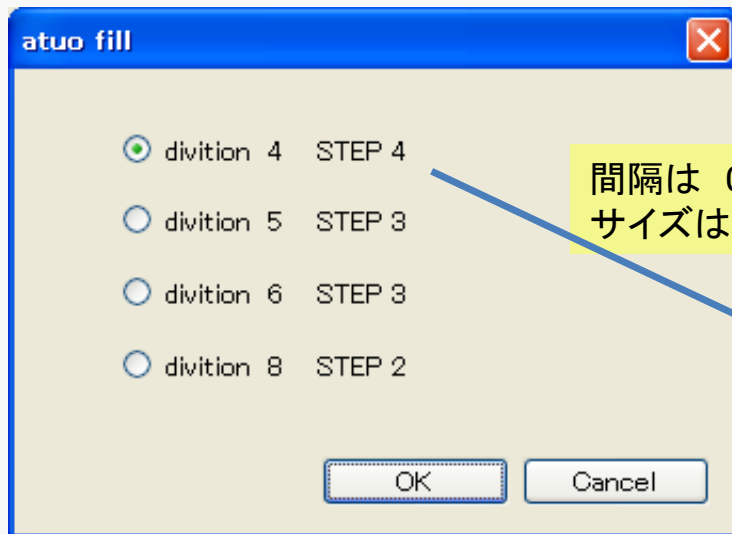 atuo fill
divition 4 STEP 4
間隔は
サイズは
divition 5 STEP 3
divition 6 STEP 3
divition 8 STEP 2
OK Cancel